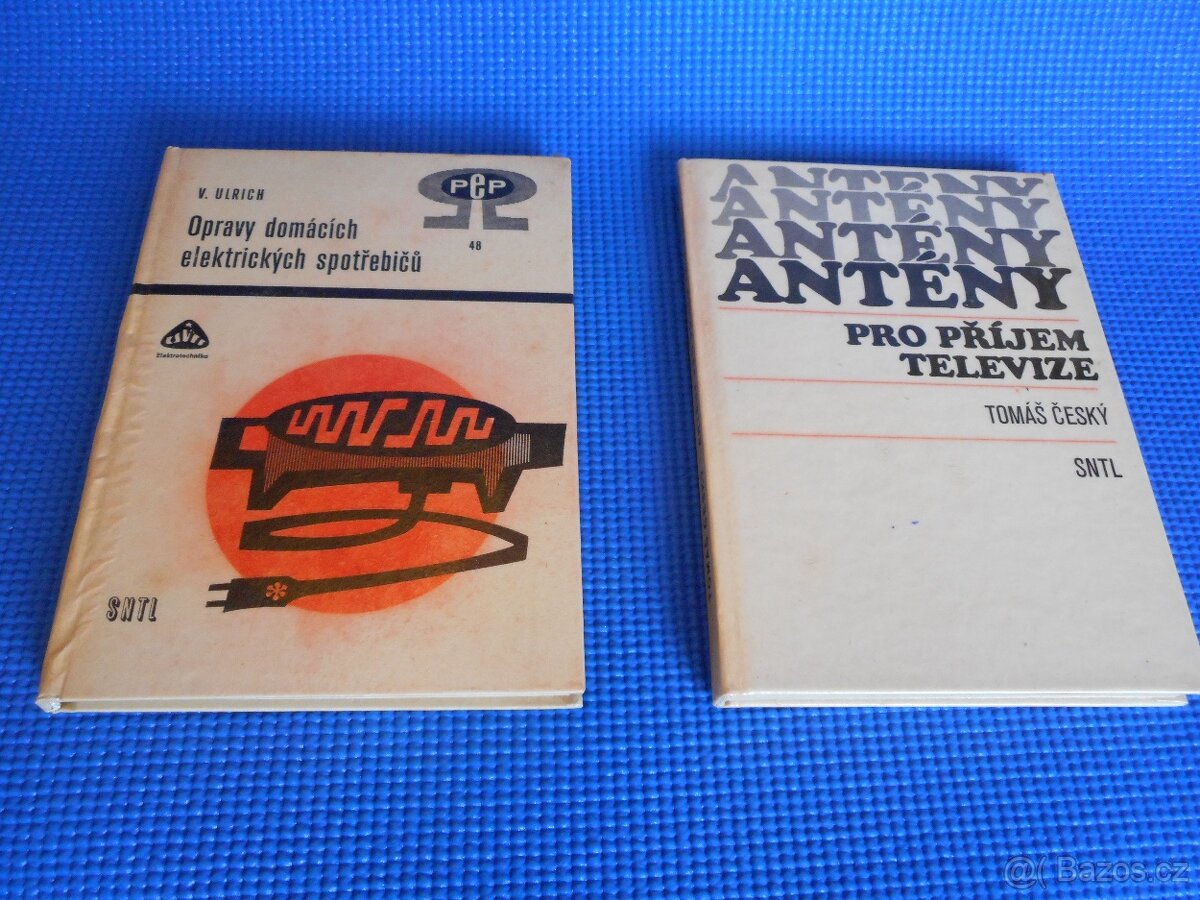 V. ULRICH
Opravy domácích
elektrických spotřebičů
PeP
48
Elektrotechnika
SNTL
ANTÉNY
ANTÉNY
ANTÉNY
ANTÉNY
PRO PŘÍJEM
TELEVIZE
TOMÁŠ ČESKÝ
SNTL
@( Bazos.cz